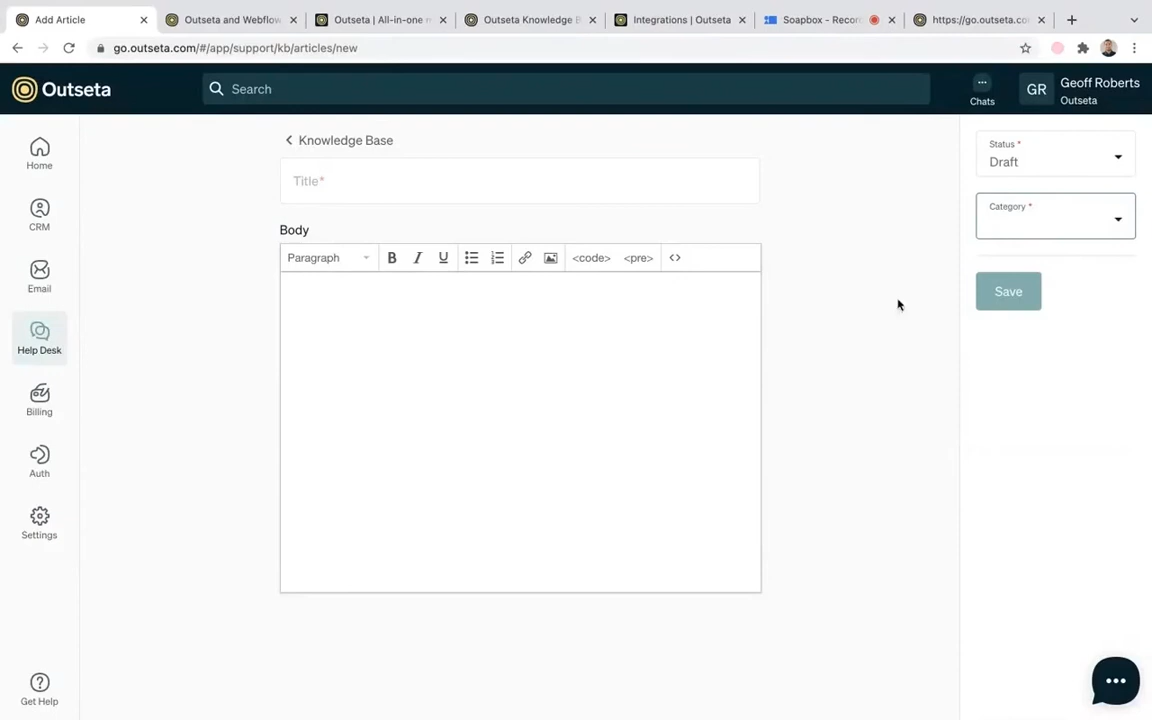 Add Article
Outseta and Webflow
Outseta | All-in-one m
Outseta Knowledge B
Integrations | Outseta
Soapbox - Recor
https://go.outseta.co
go.outseta.com/#/app/support/kb/articles/new
Outseta
Search
Chats
GR
Geoff Roberts
Outseta
Home
CRM
Email
Help Desk
Billing
Auth
Settings
Get Help
Knowledge Base
Title*
Body
Paragraph B I U <code> <pre> <>
Status *
Draft
Category *
Save